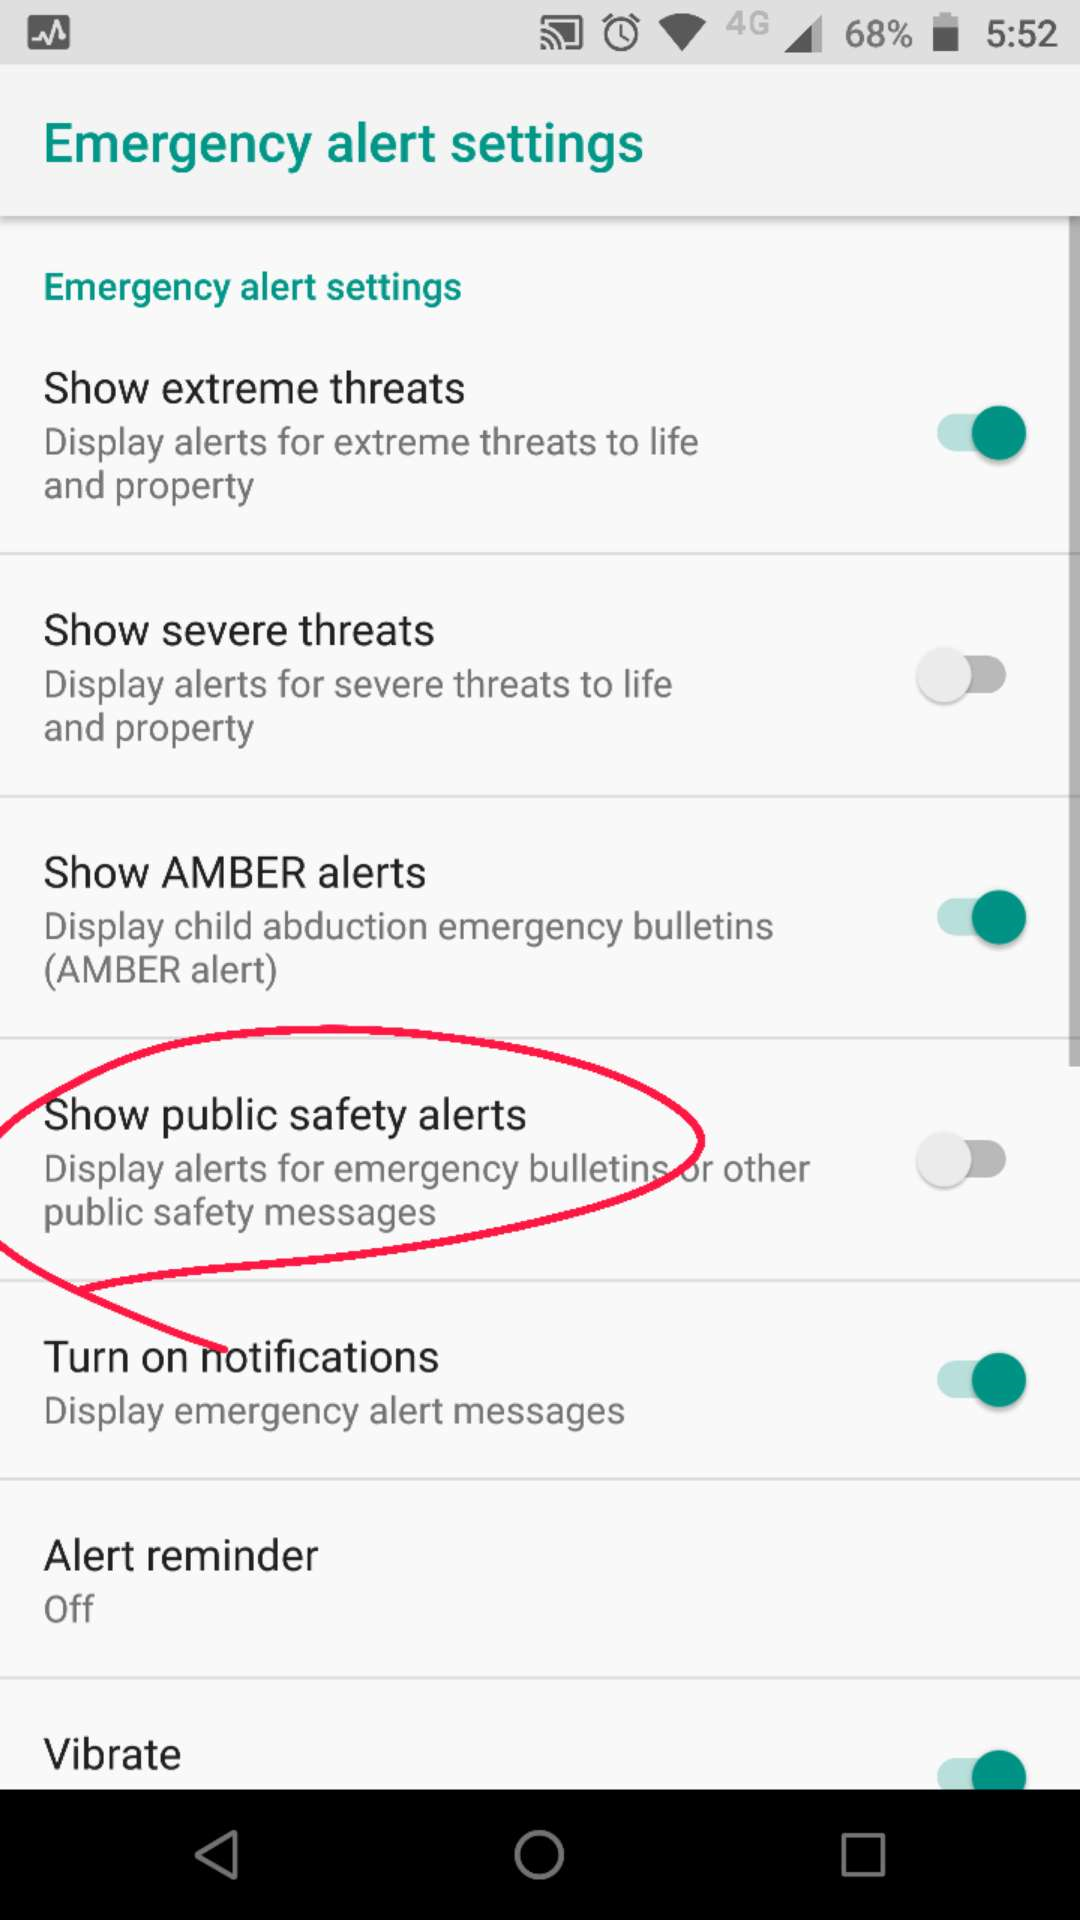 4G 68% 5:52
Emergency alert settings
Emergency alert settings
Show extreme threats
Display alerts for extreme threats to life
and property
Show severe threats
Display alerts for severe threats to life
and property
Show AMBER alerts
Display child abduction emergency bulletins
(AMBER alert)
Show public safety alerts
Display alerts for emergency bulletins or other
public safety messages
Turn on notifications
Display emergency alert messages
Alert reminder
Off
Vibrate